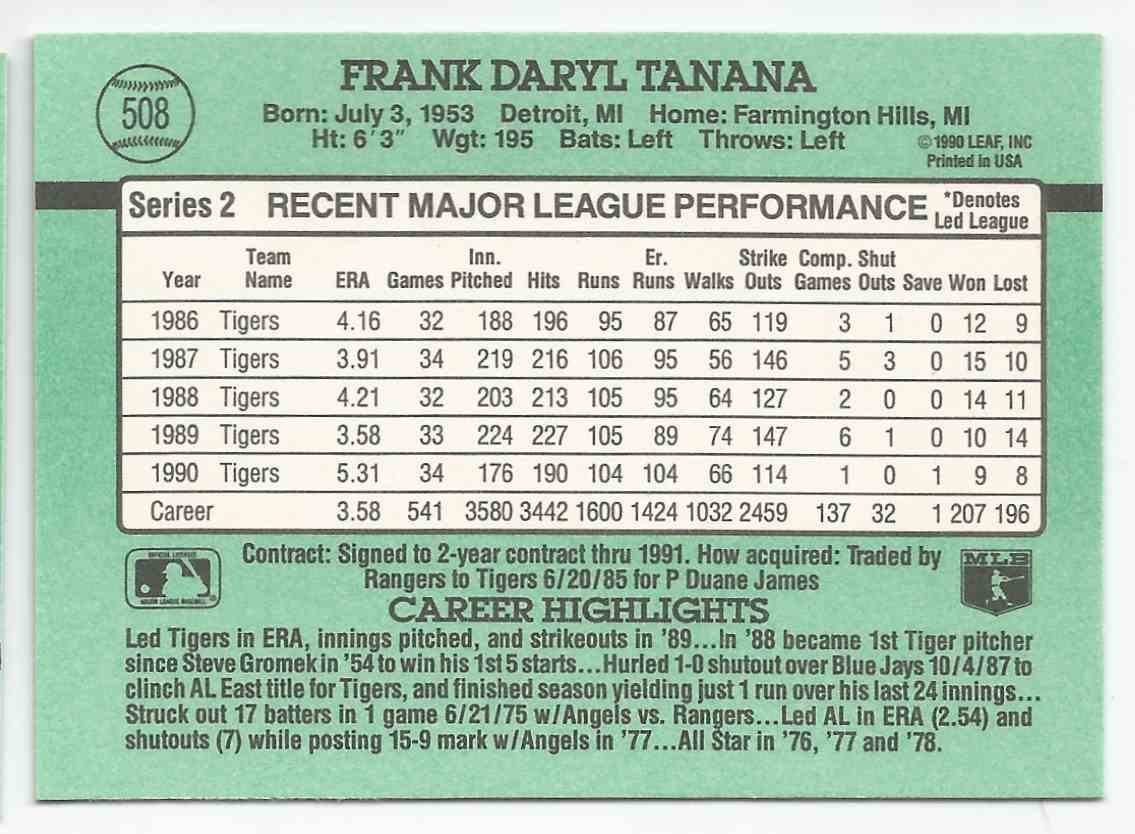 508
FRANK DARYL TANANA
Born: July 3, 1953 Detroit, MI Home: Farmington Hills, MI
Ht: 6'3" Wgt: 195 Bats: Left Throws: Left
©1990 LEAF, INC
Printed in USA
Series 2 RECENT MAJOR LEAGUE PERFORMANCE *Denotes Led League
Year Team Name ERA Games Inn. Pitched Hits Runs Er. Runs Walks Strike Outs Comp. Games Shut Outs Save Won Lost
1986 Tigers 4.16 32 188 196 95 87 65 119 3 1 0 12 9
1987 Tigers 3.91 34 219 216 106 95 56 146 5 3 0 15 10
1988 Tigers 4.21 32 203 213 105 95 64 127 2 0 0 14 11
1989 Tigers 3.58 33 224 227 105 89 74 147 6 1 0 10 14
1990 Tigers 5.31 34 176 190 104 104 66 114 1 0 1 9 8
Career 3.58 541 3580 3442 1600 1424 1032 2459 137 32 1 207 196
OFFICIAL LICENSEE
MAJOR LEAGUE BASEBALL
Contract: Signed to 2-year contract thru 1991. How acquired: Traded by
Rangers to Tigers 6/20/85 for P Duane James
MLB
CAREER HIGHLIGHTS
Led Tigers in ERA, innings pitched, and strikeouts in '89...In '88 became 1st Tiger pitcher
since Steve Gromek in '54 to win his 1st 5 starts...Hurled 1-0 shutout over Blue Jays 10/4/87 to
clinch AL East title for Tigers, and finished season yielding just 1 run over his last 24 innings...
Struck out 17 batters in 1 game 6/21/75 w/Angels vs. Rangers...Led AL in ERA (2.54) and
shutouts (7) while posting 15-9 mark w/Angels in '77...All Star in '76, '77 and '78.